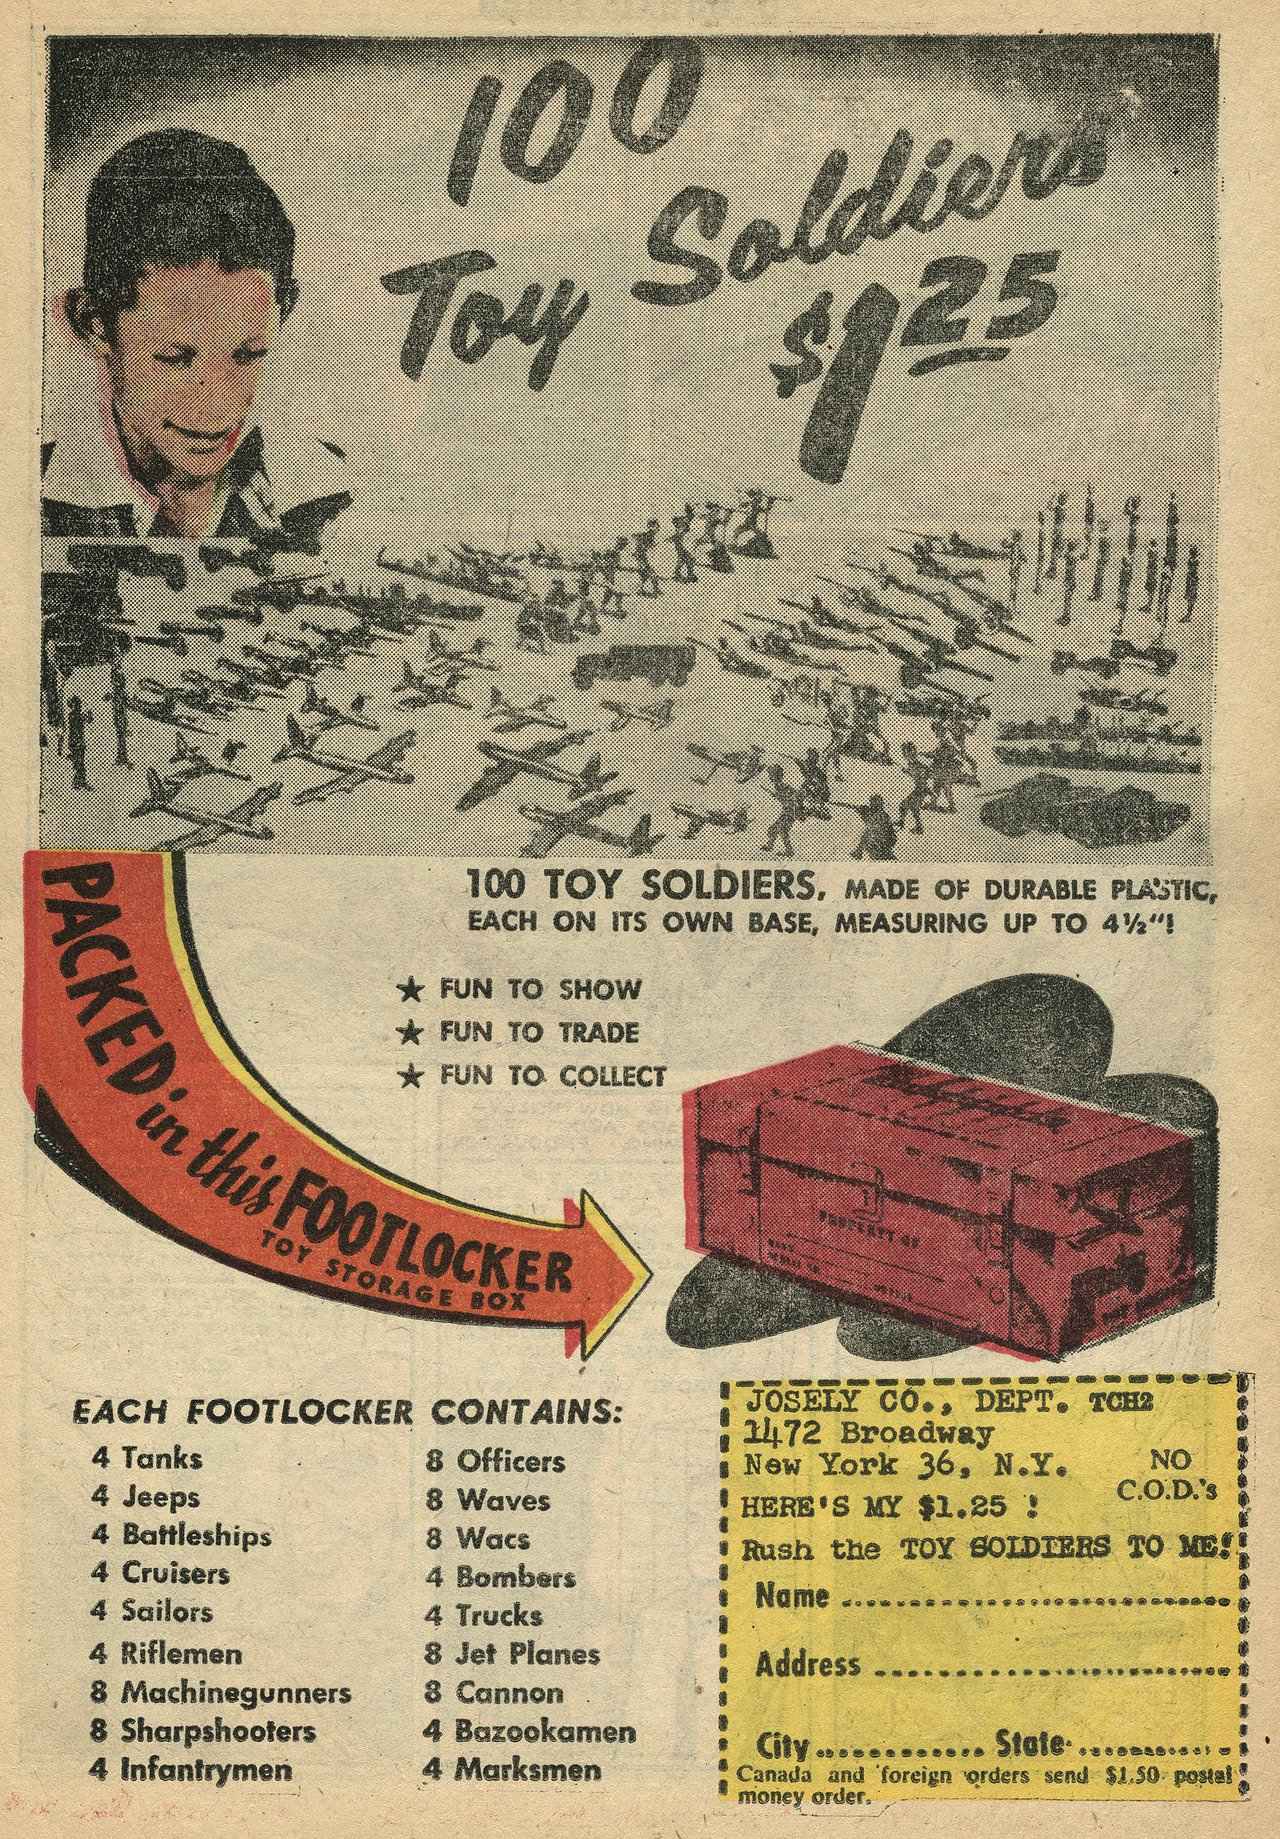 100
Toy Soldiers
$1.25
100 TOY SOLDIERS, MADE OF DURABLE PLASTIC,
EACH ON ITS OWN BASE, MEASURING UP TO 4½"!
★ FUN TO SHOW
★ FUN TO TRADE
★ FUN TO COLLECT
PACKED in this FOOTLOCKER
TOY STORAGE BOX
PROPERTY OF
EACH FOOTLOCKER CONTAINS:
4 Tanks
4 Jeeps
4 Battleships
4 Cruisers
4 Sailors
4 Riflemen
8 Machinegunners
8 Sharpshooters
4 Infantrymen
8 Officers
8 Waves
8 Wacs
4 Bombers
4 Trucks
8 Jet Planes
8 Cannon
4 Bazookamen
4 Marksmen
JOSELY CO., DEPT. TCH2
1472 Broadway
New York 36, N.Y.
NO
C.O.D.'s
HERE'S MY $1.25 !
Rush the TOY SOLDIERS TO ME!
Name
Address
City State
Canada and foreign orders send $1.50 postal
money order.